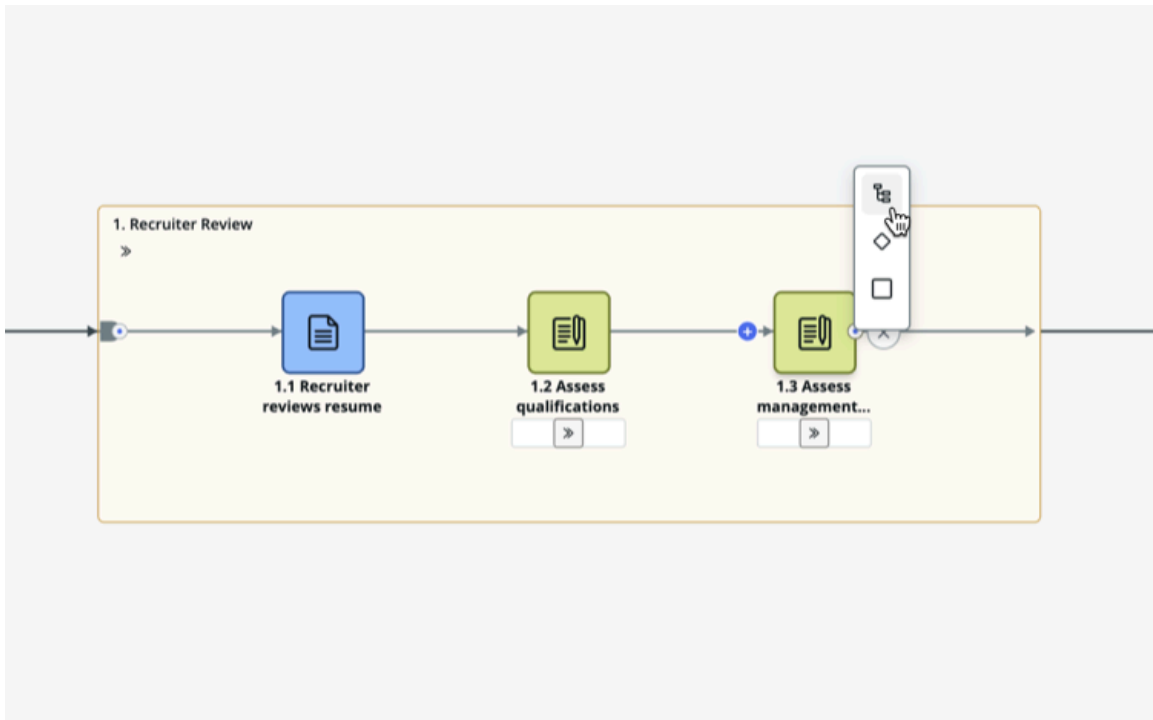 1. Recruiter Review
1.1 Recruiter
reviews resume
1.2 Assess
qualifications
1.3 Assess
management...